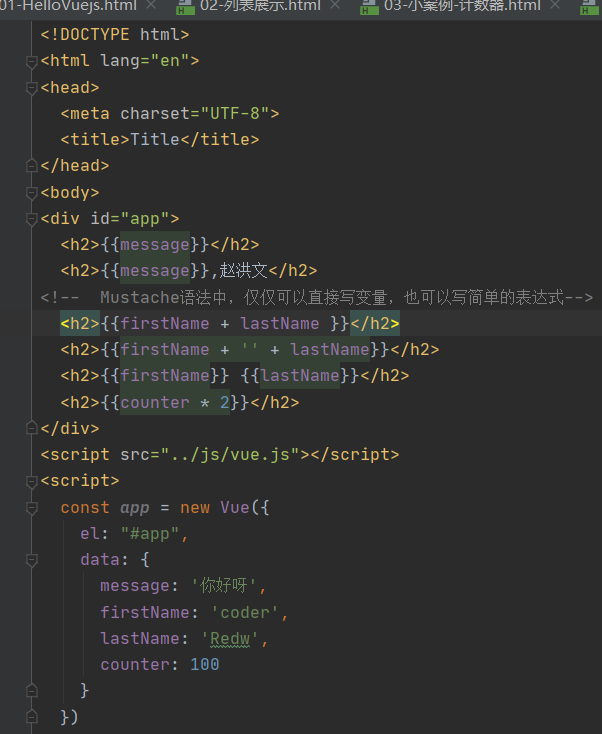 01-HelloVuejs.html × 02-列表展示.html × 03-小案例-计数器.html ×
<!DOCTYPE html>
<html lang="en">
<head>
<meta charset="UTF-8">
<title>Title</title>
</head>
<body>
<div id="app">
<h2>{{message}}</h2>
<h2>{{message}},赵洪文</h2>
<!-- Mustache语法中，仅仅可以直接写变量，也可以写简单的表达式-->
<h2>{{firstName + lastName }}</h2>
<h2>{{firstName + '' + lastName}}</h2>
<h2>{{firstName}} {{lastName}}</h2>
<h2>{{counter * 2}}</h2>
</div>
<script src="../js/vue.js"></script>
<script>
const app = new Vue({
el: "#app",
data: {
message: '你好呀',
firstName: 'coder',
lastName: 'Redw',
counter: 100
}
})